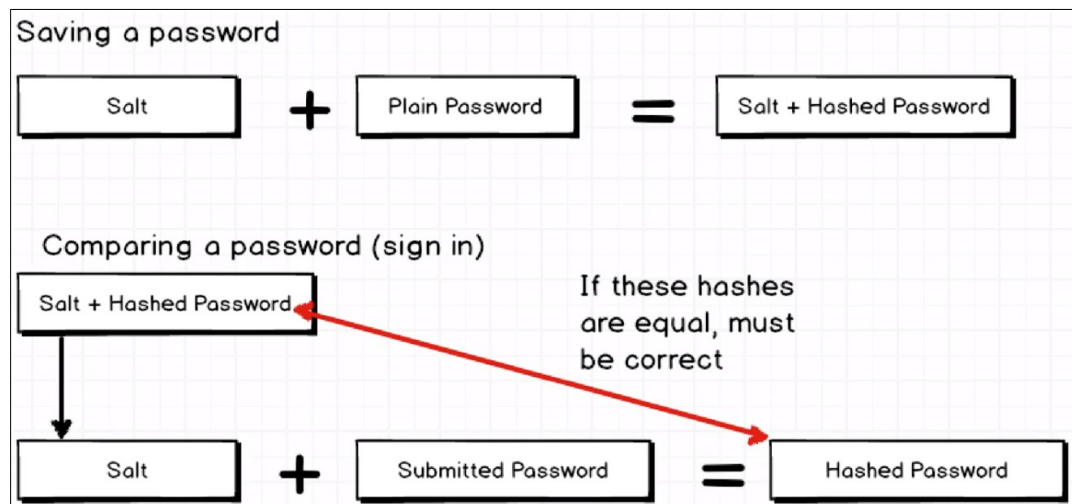 Saving a password
Salt + Plain Password = Salt + Hashed Password
Comparing a password (sign in)
Salt + Hashed Password
If these hashes
are equal, must
be correct
Salt + Submitted Password = Hashed Password